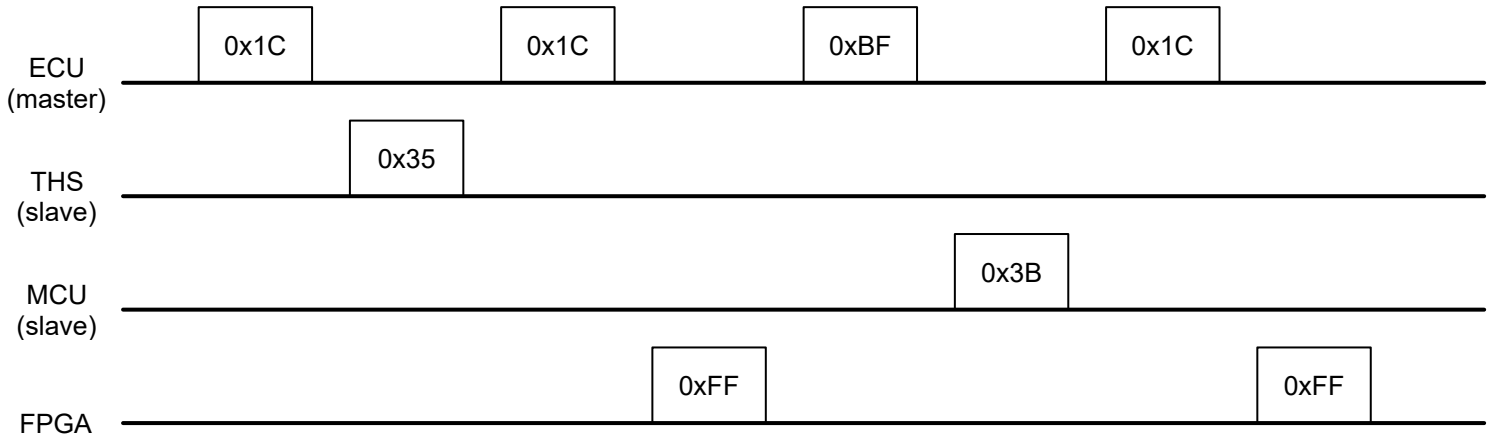 0x1C 0x1C 0xBF 0x1C
ECU
(master)
0x35
THS
(slave)
0x3B
MCU
(slave)
0xFF 0xFF
FPGA